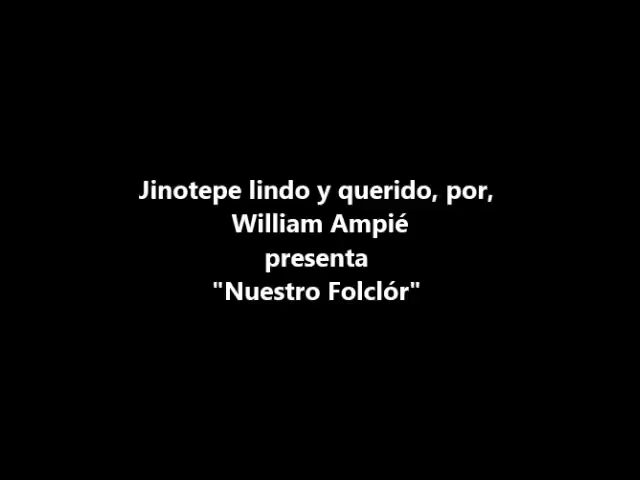 Jinotepe lindo y querido, por,
William Ampié
presenta
"Nuestro Folclór"